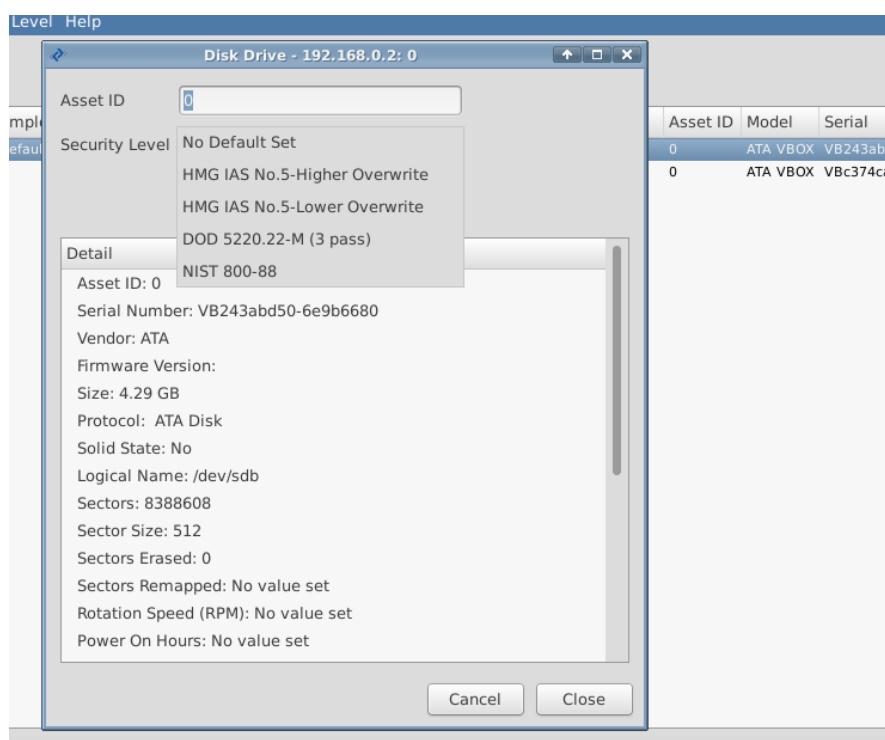 Level Help
Disk Drive - 192.168.0.2: 0
Asset ID 0
Security Level
No Default Set
HMG IAS No.5-Higher Overwrite
HMG IAS No.5-Lower Overwrite
DOD 5220.22-M (3 pass)
NIST 800-88
Detail
Asset ID: 0
Serial Number: VB243abd50-6e9b6680
Vendor: ATA
Firmware Version:
Size: 4.29 GB
Protocol: ATA Disk
Solid State: No
Logical Name: /dev/sdb
Sectors: 8388608
Sector Size: 512
Sectors Erased: 0
Sectors Remapped: No value set
Rotation Speed (RPM): No value set
Power On Hours: No value set
Cancel Close
Asset ID Model Serial
0 ATA VBOX VB243ab
0 ATA VBOX VBc374c